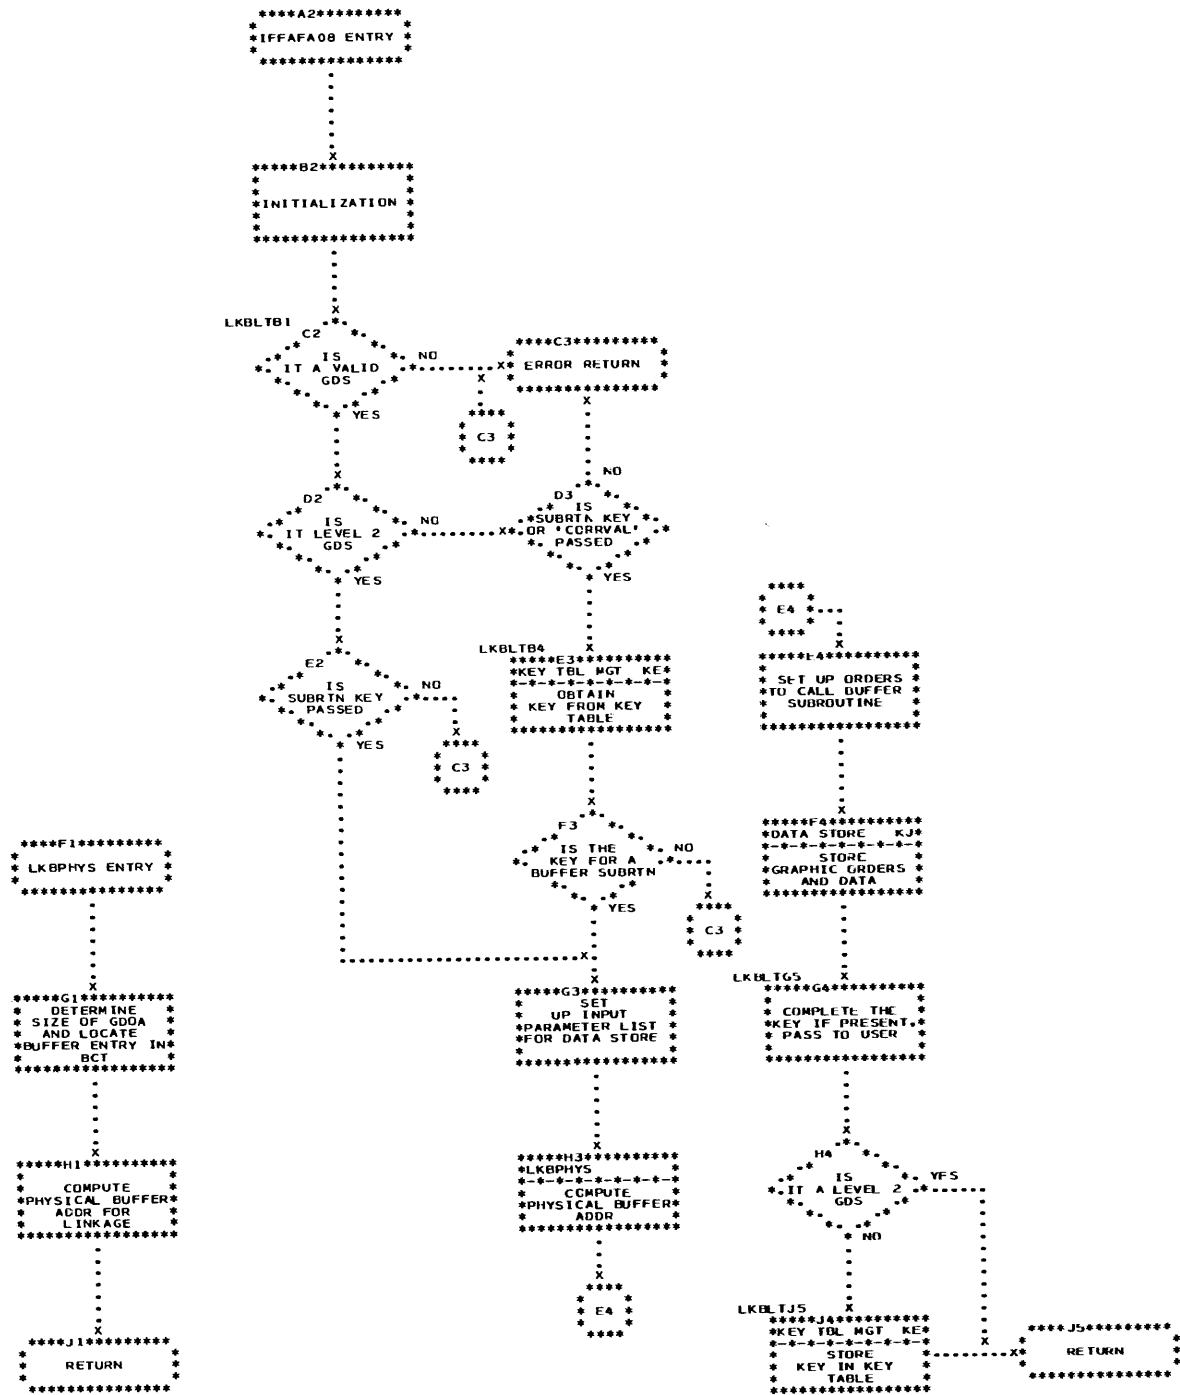 A2
IFFAFA08 ENTRY
B2
INITIALIZATION
LKBLTB1
C2
IS
IT A VALID
GDS
NO
YES
C3
ERROR RETURN
C3
D2
IS
IT LEVEL 2
GDS
NO
YES
NO
D3
IS
SUBRTN KEY
OR 'CORRVAL'
PASSED
YES
E2
IS
SUBRTN KEY
PASSED
NO
YES
C3
LKBLTB4
E3
KEY TBL MGT KE
OBTAIN
KEY FROM KEY
TABLE
F3
IS THE
KEY FOR A
BUFFER SUBRTN
NO
YES
C3
E4
E4
SET UP ORDERS
TO CALL BUFFER
SUBROUTINE
F4
DATA STORE KJ
STORE
GRAPHIC ORDERS
AND DATA
F1
LKBPHYS ENTRY
G1
DETERMINE
SIZE OF GDOA
AND LOCATE
BUFFER ENTRY IN
BCT
H1
COMPUTE
PHYSICAL BUFFER
ADDR FOR
LINKAGE
J1
RETURN
G3
SET
UP INPUT
PARAMETER LIST
FOR DATA STORE
H3
LKBPHYS
COMPUTE
PHYSICAL BUFFER
ADDR
E4
LKBLTG5
G4
COMPLETE THE
KEY IF PRESENT.
PASS TO USER
H4
IS
IT A LEVEL 2
GDS
YES
NO
LKBLTJ5
J4
KEY TBL MGT KE
STORE
KEY IN KEY
TABLE
J5
RETURN